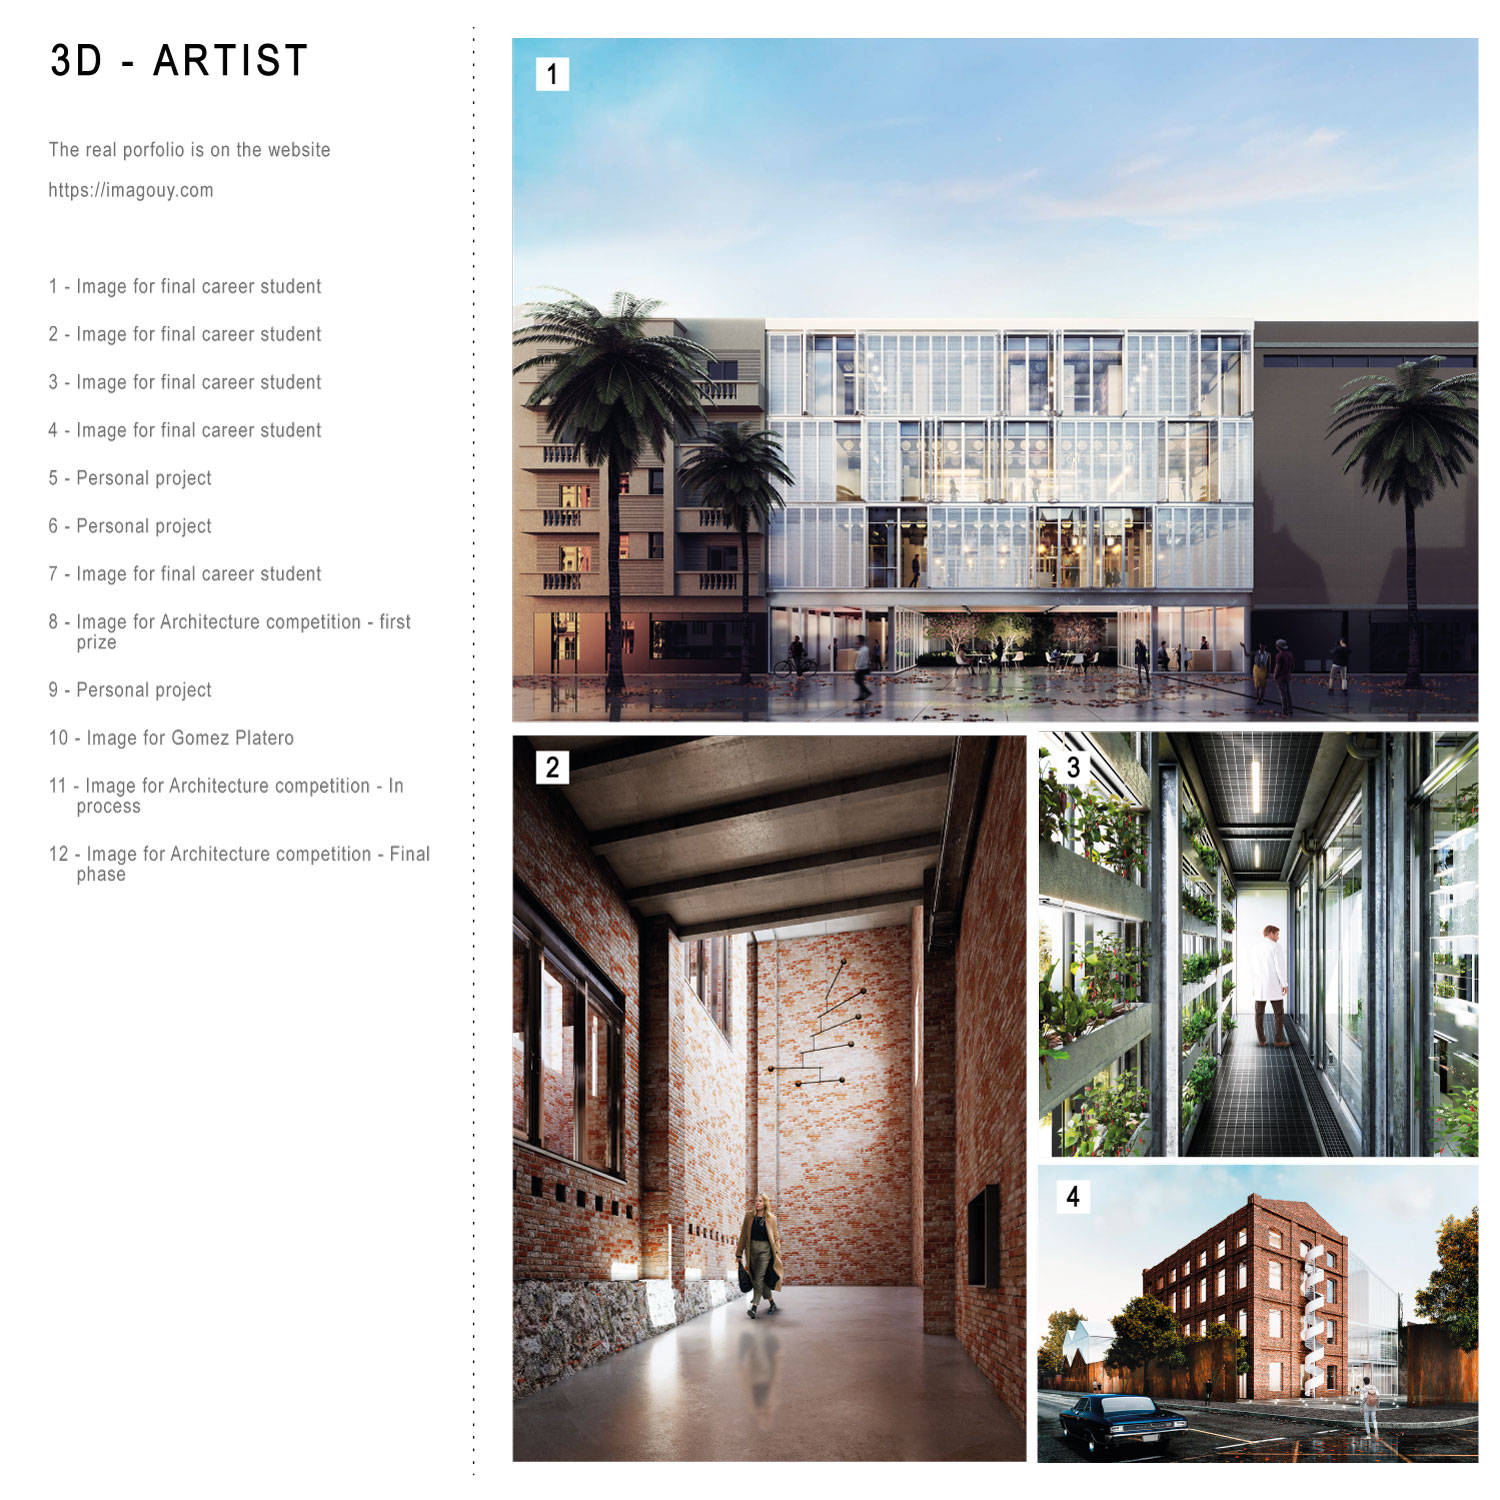 3D - ARTIST
The real porfolio is on the website
https://imagouy.com
1 - Image for final career student
2 - Image for final career student
3 - Image for final career student
4 - Image for final career student
5 - Personal project
6 - Personal project
7 - Image for final career student
8 - Image for Architecture competition - first
prize
9 - Personal project
10 - Image for Gomez Platero
11 - Image for Architecture competition - In
process
12 - Image for Architecture competition - Final
phase
1
2
3
4